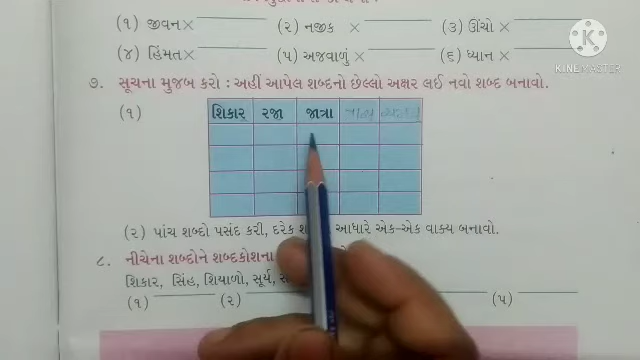 (૧) જીવન × (૨) નજીક × (૩) ઊંચો ×
(૪) હિંમત × (૫) અજવાળું × (૬) ધ્યાન ×
૭. સૂચના મુજબ કરો : અહીં આપેલ શબ્દનો છેલ્લો અક્ષર લઈ નવો શબ્દ બનાવો.
(૧) શિકાર રજા જાત્રા
(૨) પાંચ શબ્દો પસંદ કરી, દરેક આધારે એક-એક વાક્ય બનાવો.
૮. નીચેના શબ્દોને શબ્દકોશના
શિકાર, સિંહ, શિયાળો, સૂર્ય,
(૧) (૨) (૫)
KINEMASTER